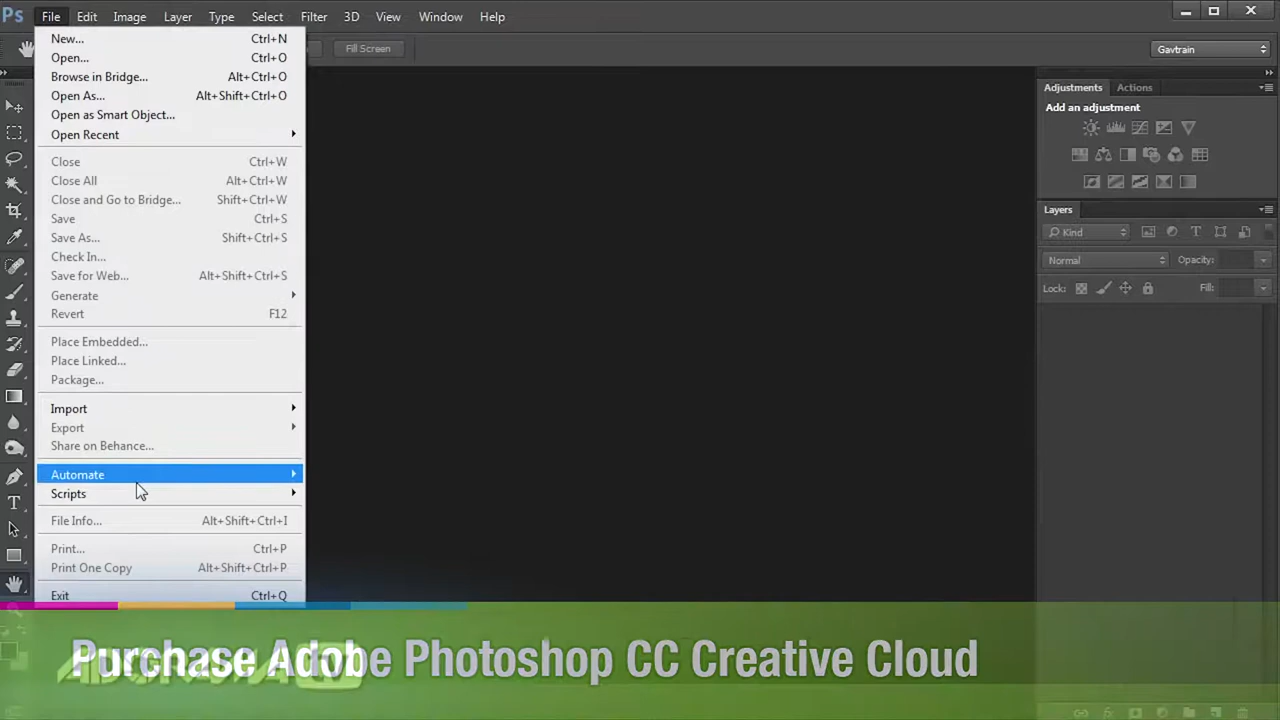 Ps File Edit Image Layer Type Select Filter 3D View Window Help
Fill Screen Gavtrain
New... Ctrl+N
Open... Ctrl+O
Browse in Bridge... Alt+Ctrl+O
Open As... Alt+Shift+Ctrl+O
Open as Smart Object...
Open Recent
Close Ctrl+W
Close All Alt+Ctrl+W
Close and Go to Bridge... Shift+Ctrl+W
Save Ctrl+S
Save As... Shift+Ctrl+S
Check In...
Save for Web... Alt+Shift+Ctrl+S
Generate
Revert F12
Place Embedded...
Place Linked...
Package...
Import
Export
Share on Behance...
Automate
Scripts
File Info... Alt+Shift+Ctrl+I
Print... Ctrl+P
Print One Copy Alt+Shift+Ctrl+P
Exit Ctrl+Q
Adjustments Actions
Add an adjustment
Layers
Kind
Normal Opacity:
Lock: Fill:
Purchase Adobe Photoshop CC Creative Cloud
ADORAMA TV